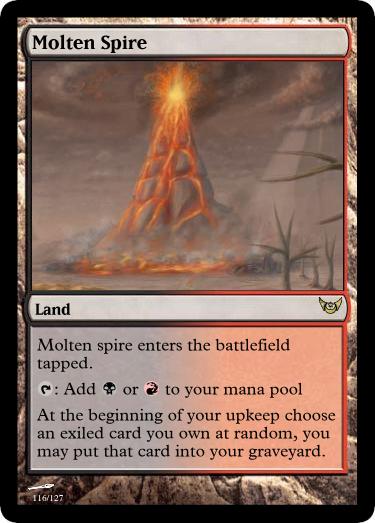 Molten Spire
Land
Molten spire enters the battlefield
tapped.
: Add or to your mana pool
At the beginning of your upkeep choose
an exiled card you own at random, you
may put that card into your graveyard.
116/127